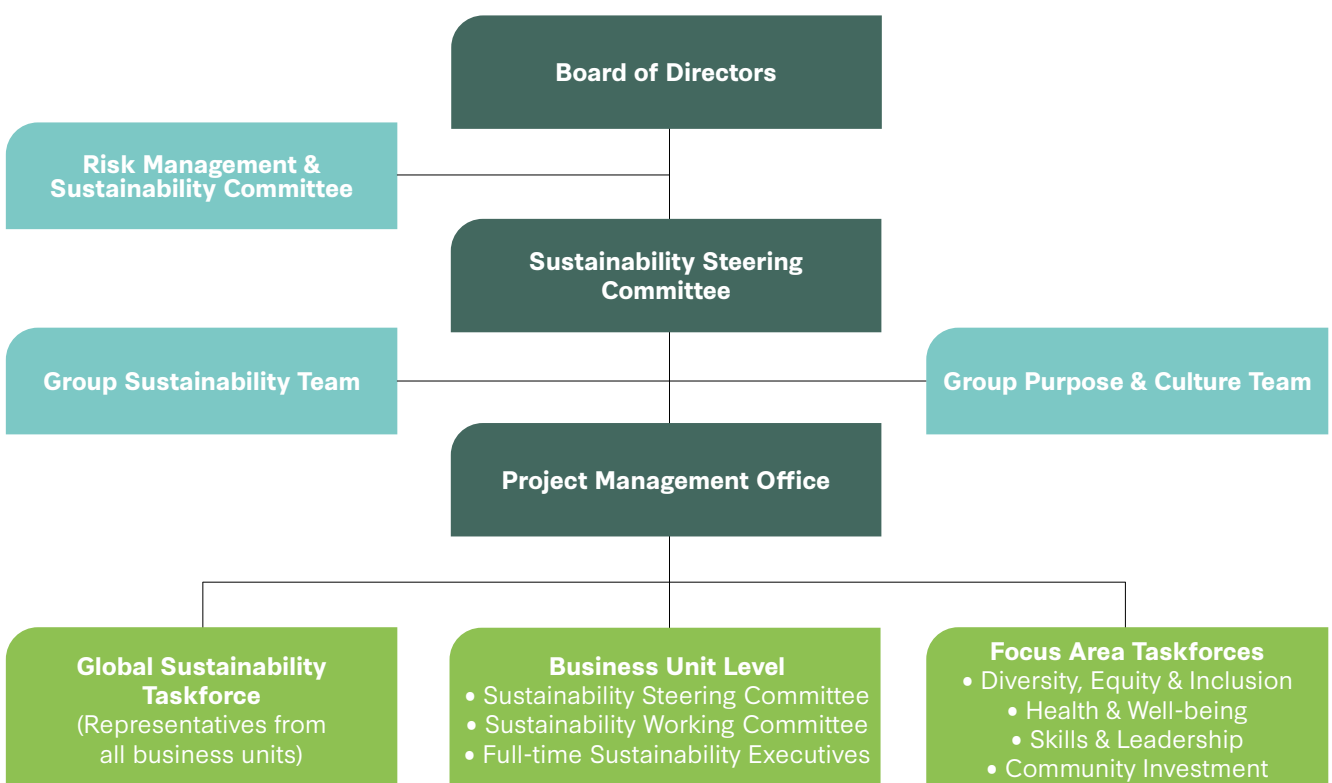 Board of Directors
Risk Management &
Sustainability Committee
Sustainability Steering
Committee
Group Sustainability Team
Group Purpose & Culture Team
Project Management Office
Global Sustainability
Taskforce
(Representatives from
all business units)
Business Unit Level
• Sustainability Steering Committee
• Sustainability Working Committee
• Full-time Sustainability Executives
Focus Area Taskforces
• Diversity, Equity & Inclusion
• Health & Well-being
• Skills & Leadership
• Community Investment